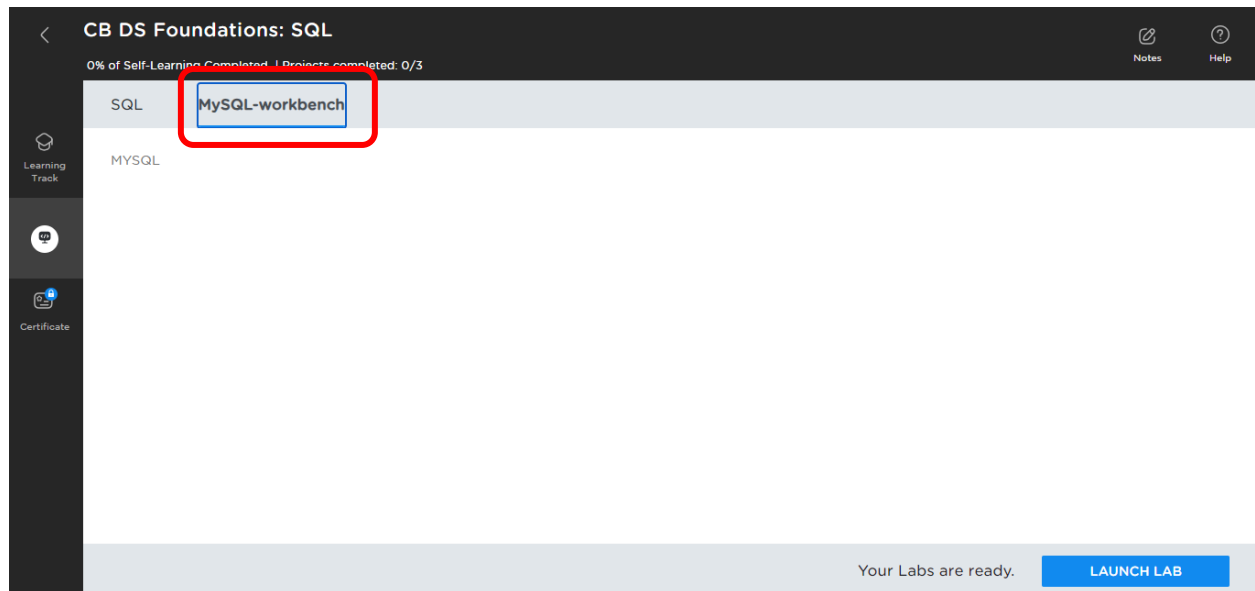 CB DS Foundations: SQL
0% of Self-Learning Completed | Projects completed: 0/3
Notes
Help
SQL
MySQL-workbench
Learning
Track
MYSQL
Certificate
Your Labs are ready.
LAUNCH LAB